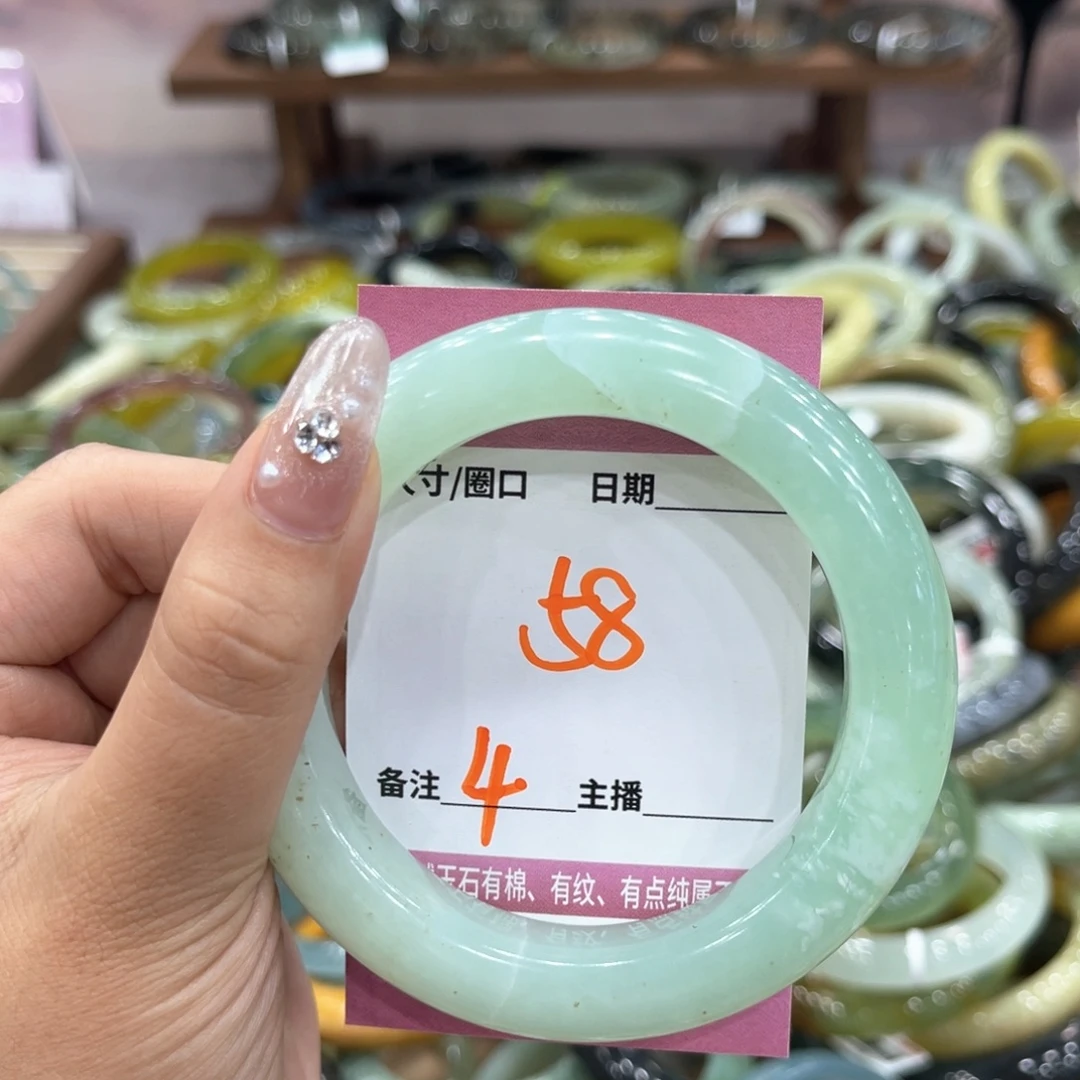 寸/圈口 日期
58
备注 4 主播
石有棉、有纹、有点纯属